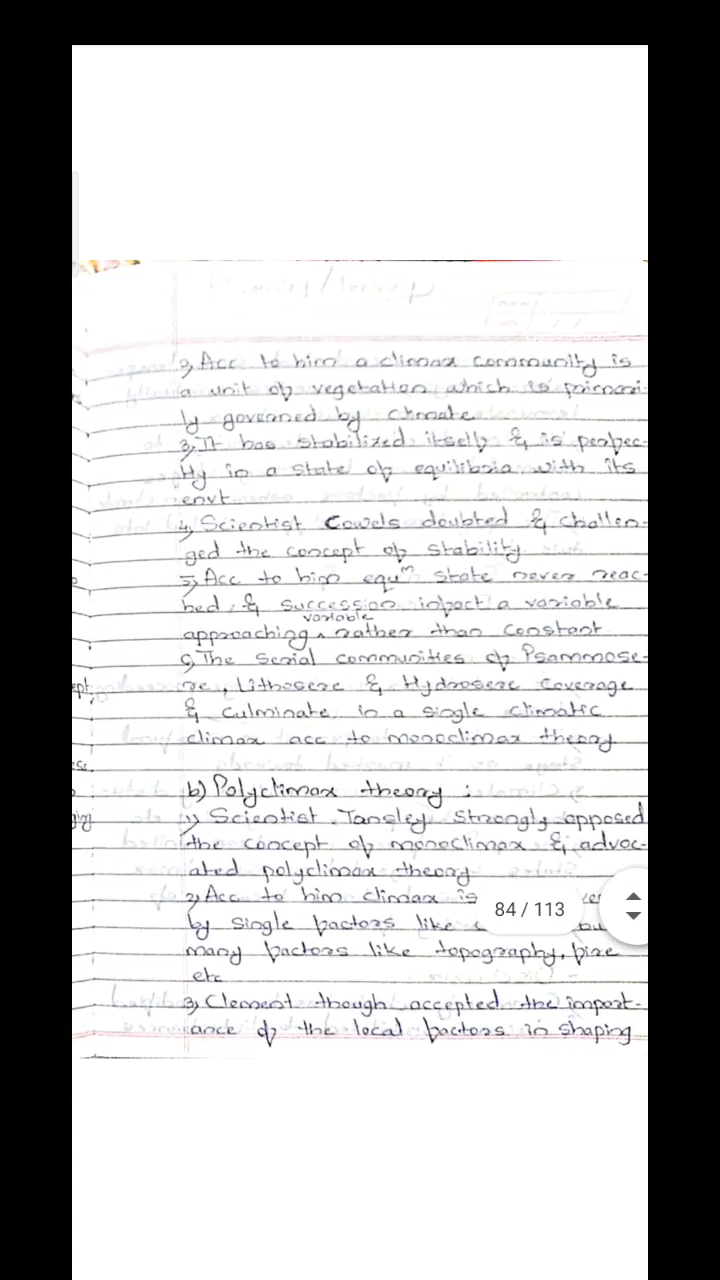 3, Acc to him a climax community is
a unit of vegetation which is primari-
ly governed by climate
3, It has stabilized itself & is perfec-
tly in a state of equilibria with its
envt
4, Scientist Cowels doubted & challen-
ged the concept of stability
5, Acc to him equm state never reac-
hed, & succession infact a variable
variable
approaching ^ rather than constant
The serial communities of Psammose-
ept,
re, Lithosere & Hydrosere Coverage
& culminate in a single climatic
climax acc to monoclimax theory
b) Polyclimax theory :
1) Scientist Tansley strongly opposed
the concept of monoclimax & advoc-
ated polyclimax theory
2, Acc to him climax is
by single factors like
many factors like topography, fire
etc
3, Clement though accepted the import-
ance of the local factors in shaping
84 / 113